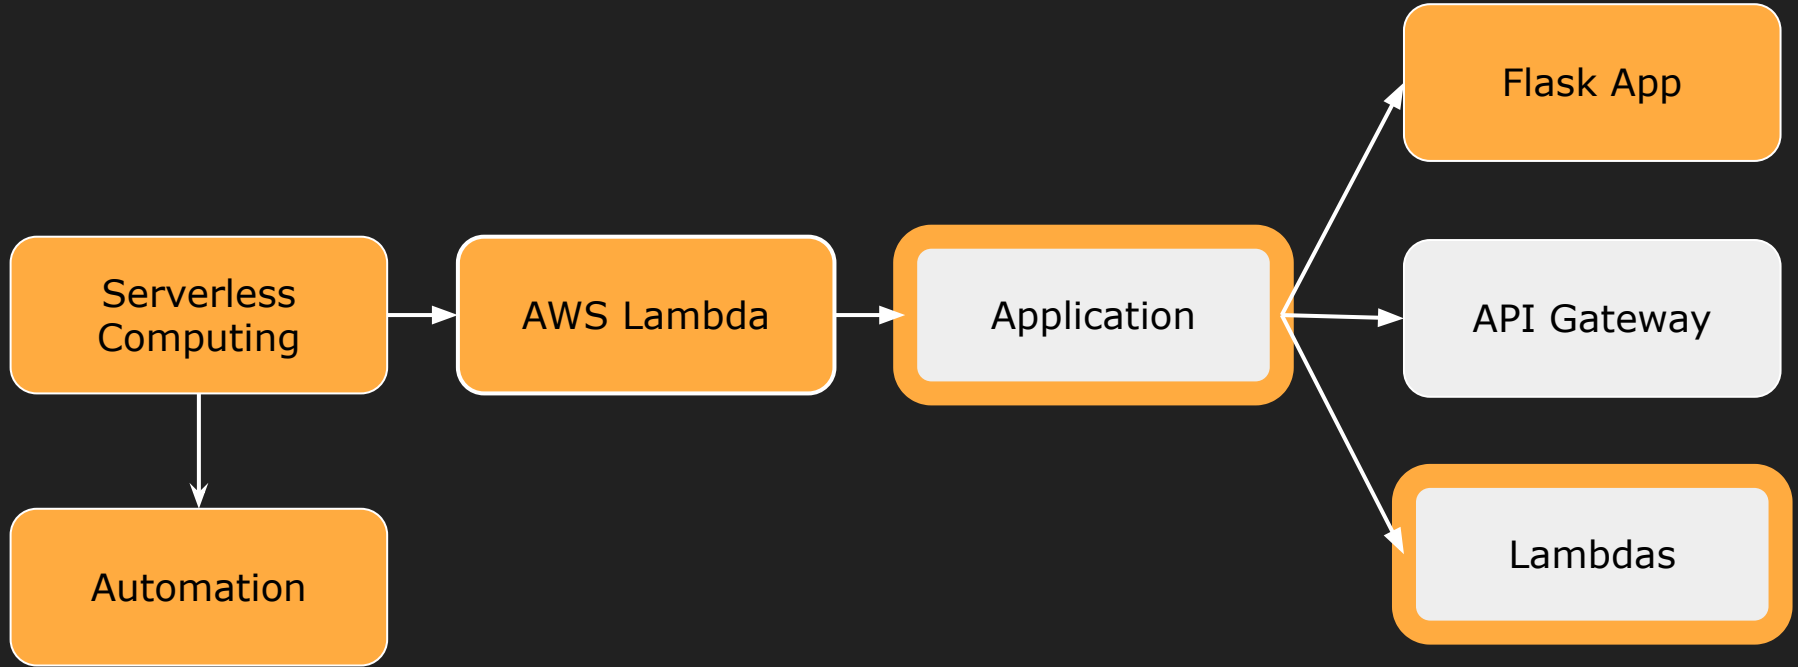 Flask App
Serverless
Computing
AWS Lambda
Application
API Gateway
Automation
Lambdas